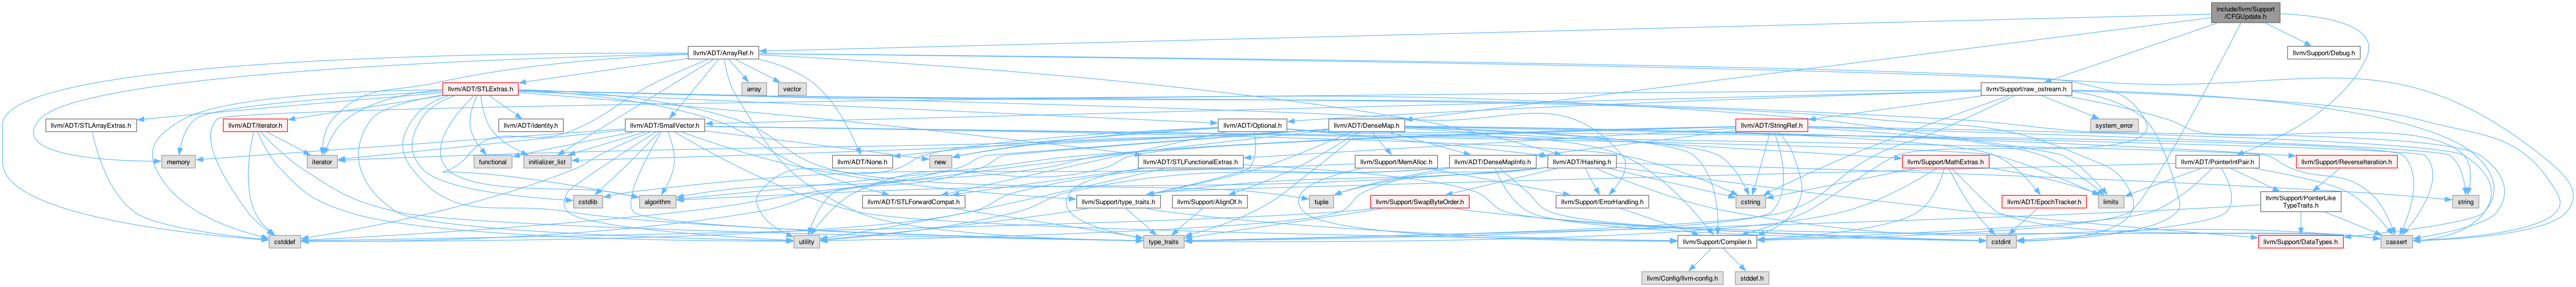 include/llvm/Support
/CFGUpdate.h
llvm/ADT/ArrayRef.h
llvm/Support/Debug.h
llvm/ADT/STLExtras.h
array
vector
llvm/Support/raw_ostream.h
llvm/ADT/STLArrayExtras.h
llvm/ADT/iterator.h
llvm/ADT/identity.h
llvm/ADT/SmallVector.h
llvm/ADT/Optional.h
llvm/ADT/DenseMap.h
llvm/ADT/StringRef.h
system_error
memory
iterator
functional
initializer_list
llvm/ADT/None.h
new
llvm/ADT/STLFunctionalExtras.h
llvm/Support/MemAlloc.h
llvm/ADT/DenseMapInfo.h
llvm/ADT/Hashing.h
llvm/Support/MathExtras.h
llvm/ADT/PointerIntPair.h
llvm/Support/ReverseIteration.h
cstdlib
algorithm
llvm/ADT/STLForwardCompat.h
llvm/Support/type_traits.h
llvm/Support/AlignOf.h
tuple
llvm/Support/SwapByteOrder.h
llvm/Support/ErrorHandling.h
cstring
llvm/ADT/EpochTracker.h
limits
llvm/Support/PointerLike
TypeTraits.h
string
cstddef
utility
type_traits
llvm/Support/Compiler.h
cstdint
llvm/Support/DataTypes.h
cassert
llvm/Config/llvm-config.h
stddef.h